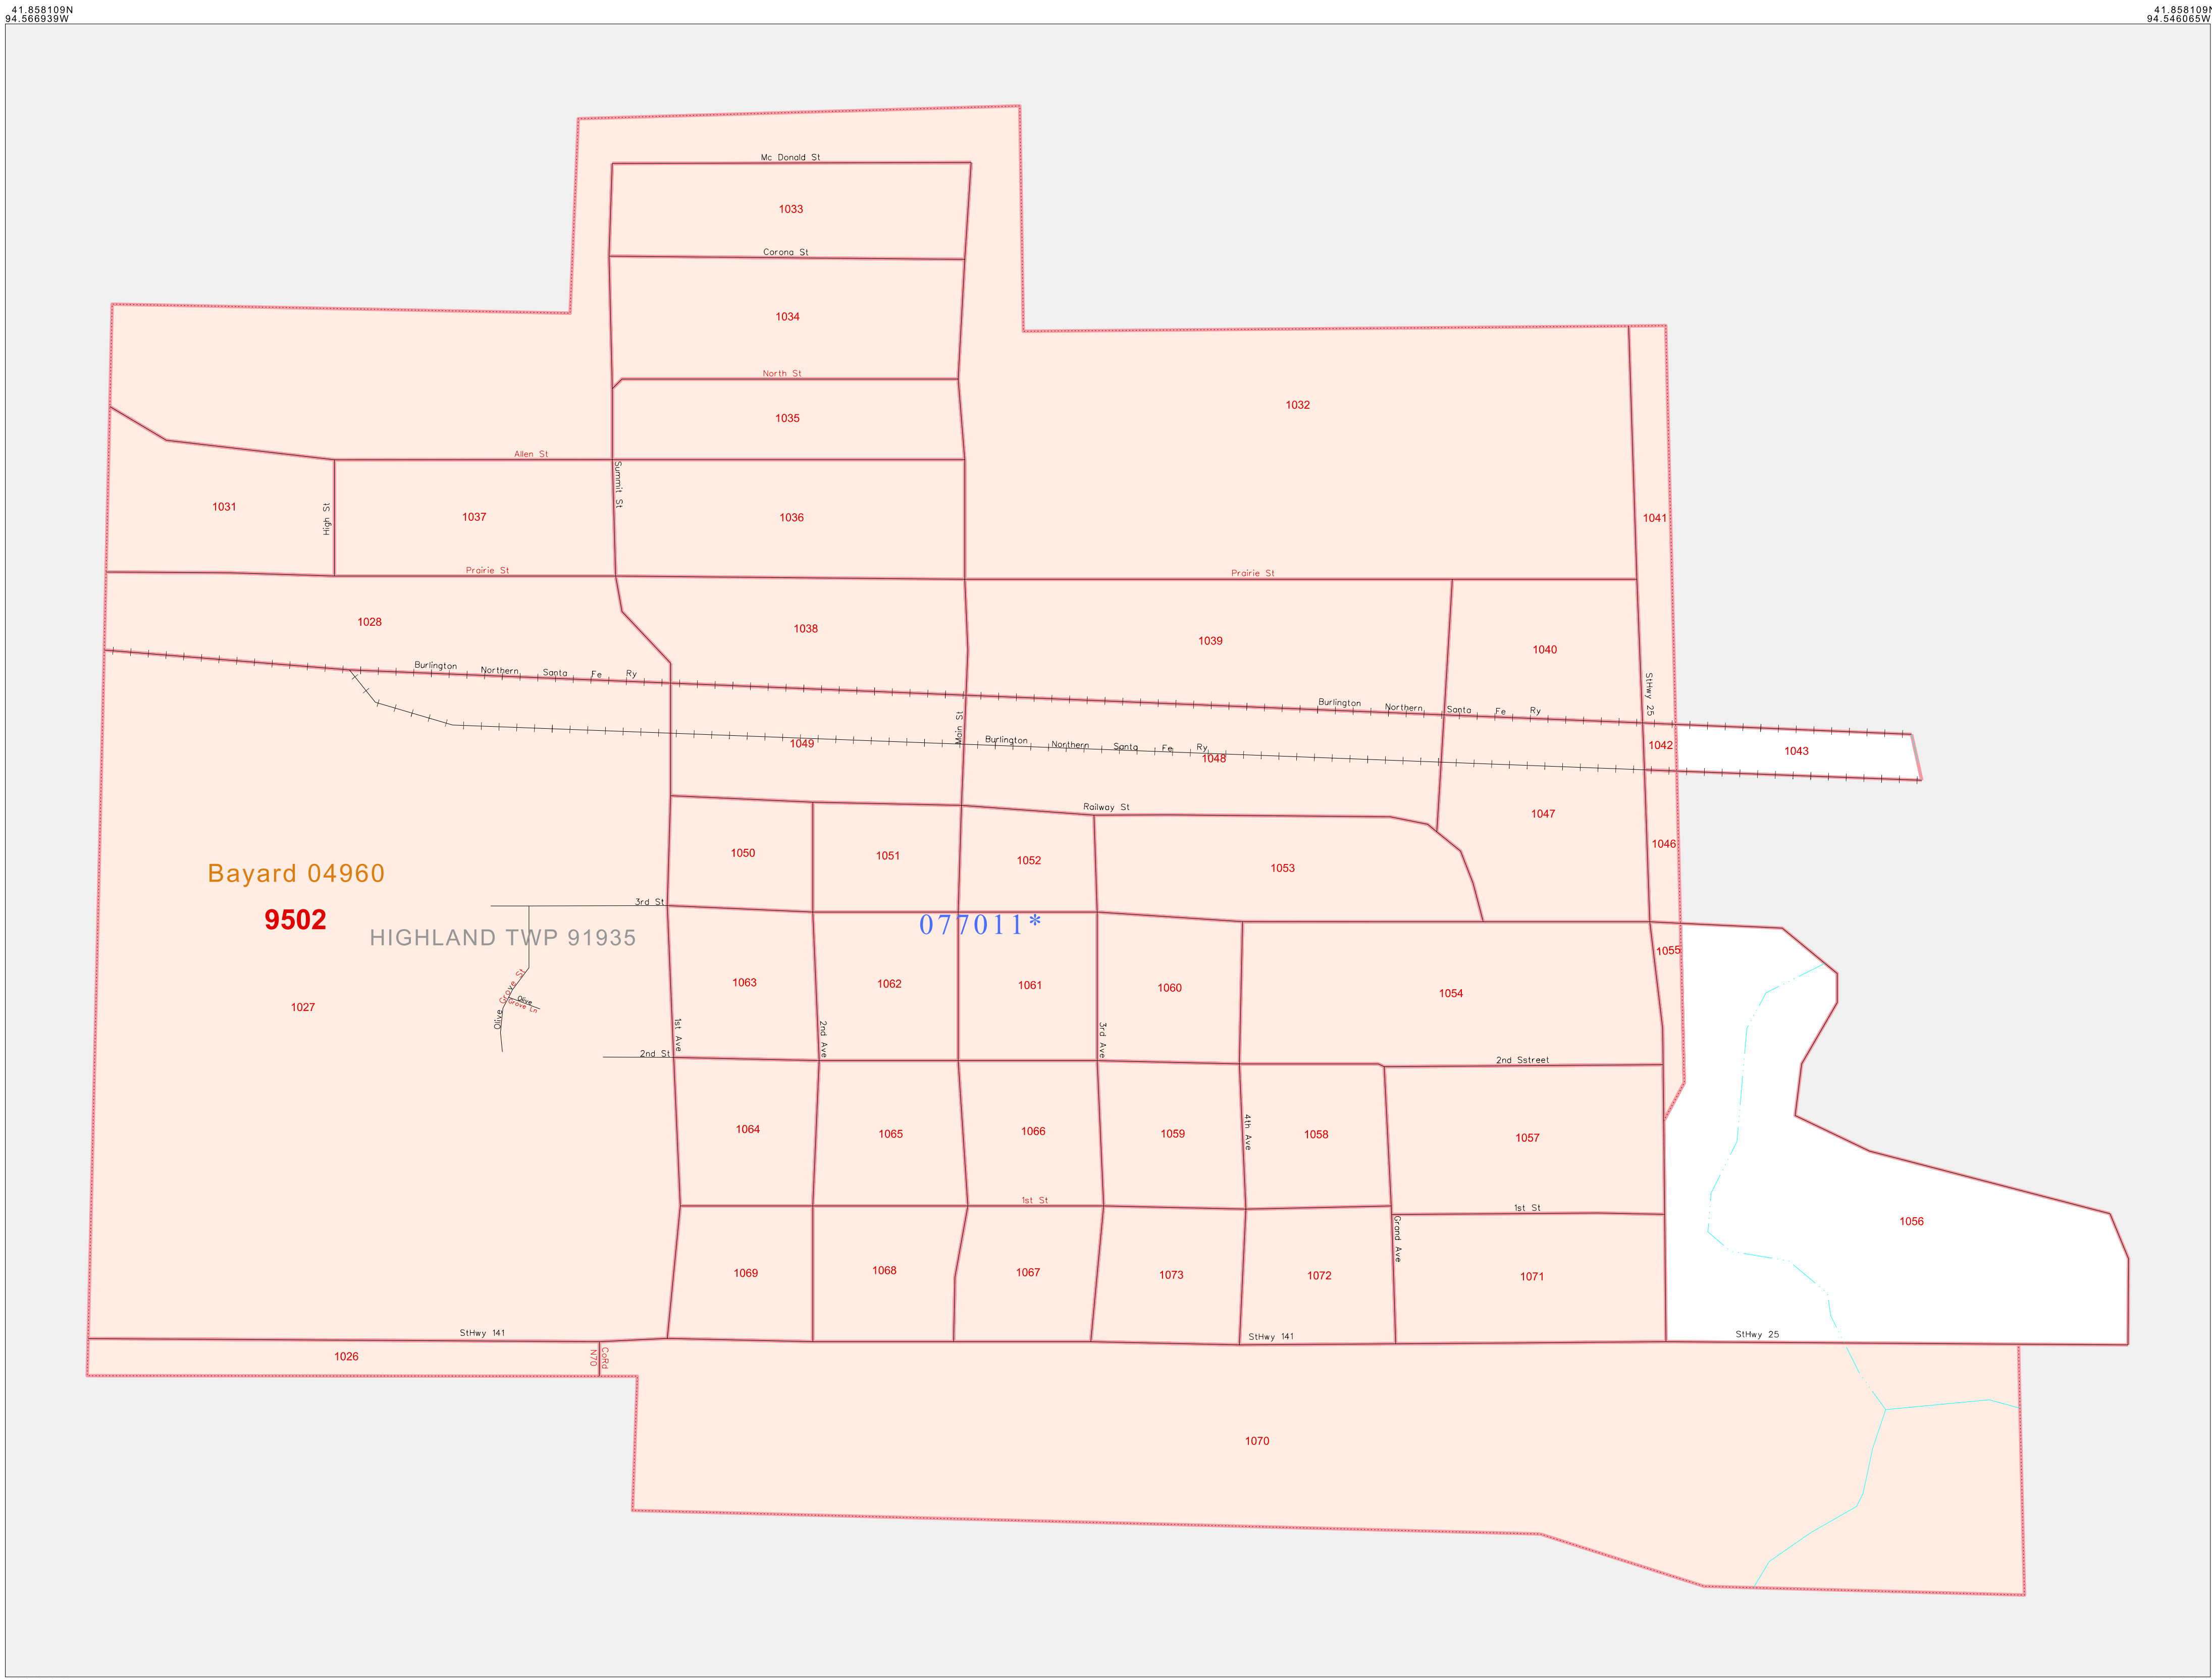 41.858109N
94.566939W
41.858109N
94.546065W
Mc Donald St
1033
Corona St
1034
North St
1032
1035
Allen St
Summit St
1031
High St
1037
1036
1041
Prairie St
Prairie St
1028
1038
1039
1040
Burlington Northern Santa Fe Ry
StHwy 25
Burlington Northern Santa Fe Ry
Main St
1049
Burlington Northern Santa Fe Ry
1048
1042
1043
Railway St
1047
1046
1050
1051
1052
1053
Bayard 04960
3rd St
9502
077011*
HIGHLAND TWP 91935
1055
1063
1062
1061
1060
1054
Olive Grove St
Olive Grove Ln
1027
1st Ave
2nd Ave
3rd Ave
2nd St
2nd Sstreet
1064
1065
1066
1059
4th Ave
1058
1057
1st St
1st St
1056
Grand Ave
1069
1068
1067
1073
1072
1071
StHwy 141
StHwy 141
StHwy 25
1026
CoRd N70
1070